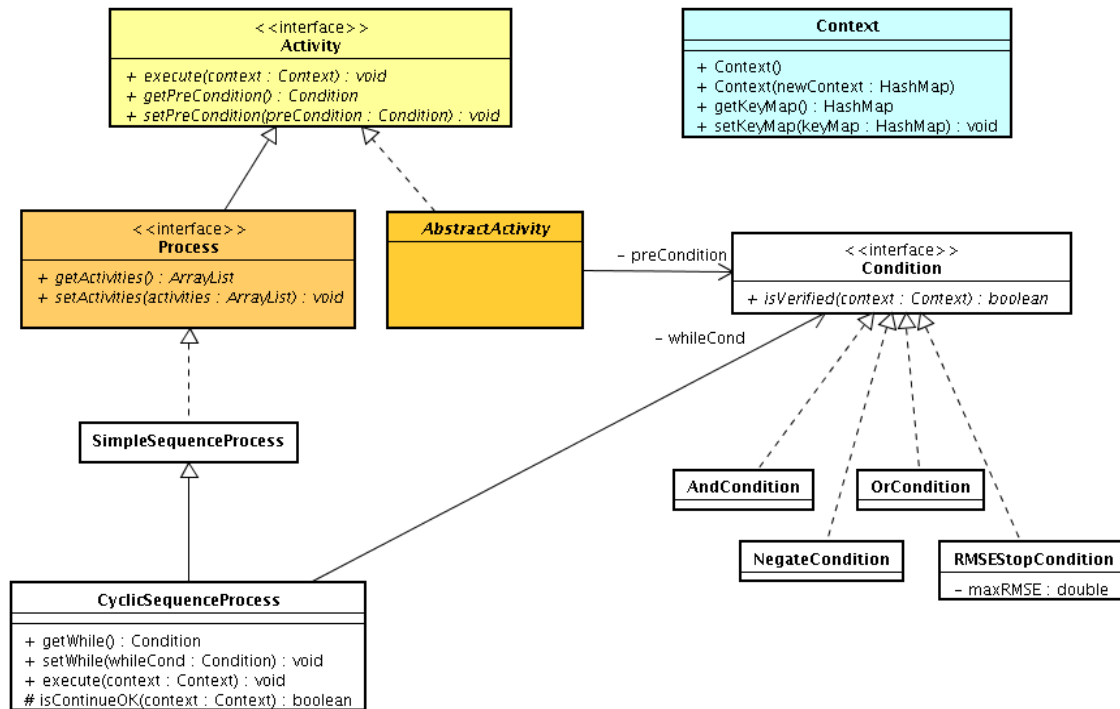 <<interface>>
Activity
+ execute(context : Context) : void
+ getPreCondition() : Condition
+ setPreCondition(preCondition : Condition) : void
Context
+ Context()
+ Context(newContext : HashMap)
+ getKeyMap() : HashMap
+ setKeyMap(keyMap : HashMap) : void
<<interface>>
Process
+ getActivities() : ArrayList
+ setActivities(activities : ArrayList) : void
AbstractActivity
- preCondition
<<interface>>
Condition
+ isVerified(context : Context) : boolean
- whileCond
SimpleSequenceProcess
AndCondition
OrCondition
NegateCondition
RMSEStopCondition
- maxRMSE : double
CyclicSequenceProcess
+ getWhile() : Condition
+ setWhile(whileCond : Condition) : void
+ execute(context : Context) : void
# isContinueOK(context : Context) : boolean